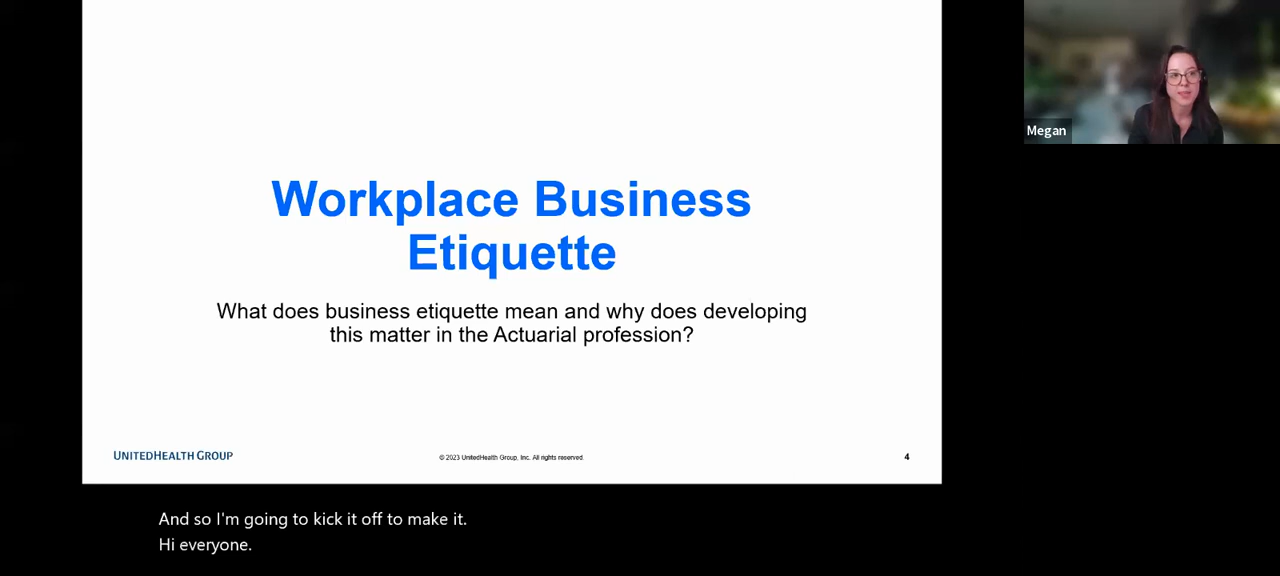 Workplace Business
Etiquette
What does business etiquette mean and why does developing
this matter in the Actuarial profession?
UNITEDHEALTH GROUP
© 2023 UnitedHealth Group, Inc. All rights reserved.
4
Megan
And so I'm going to kick it off to make it.
Hi everyone.